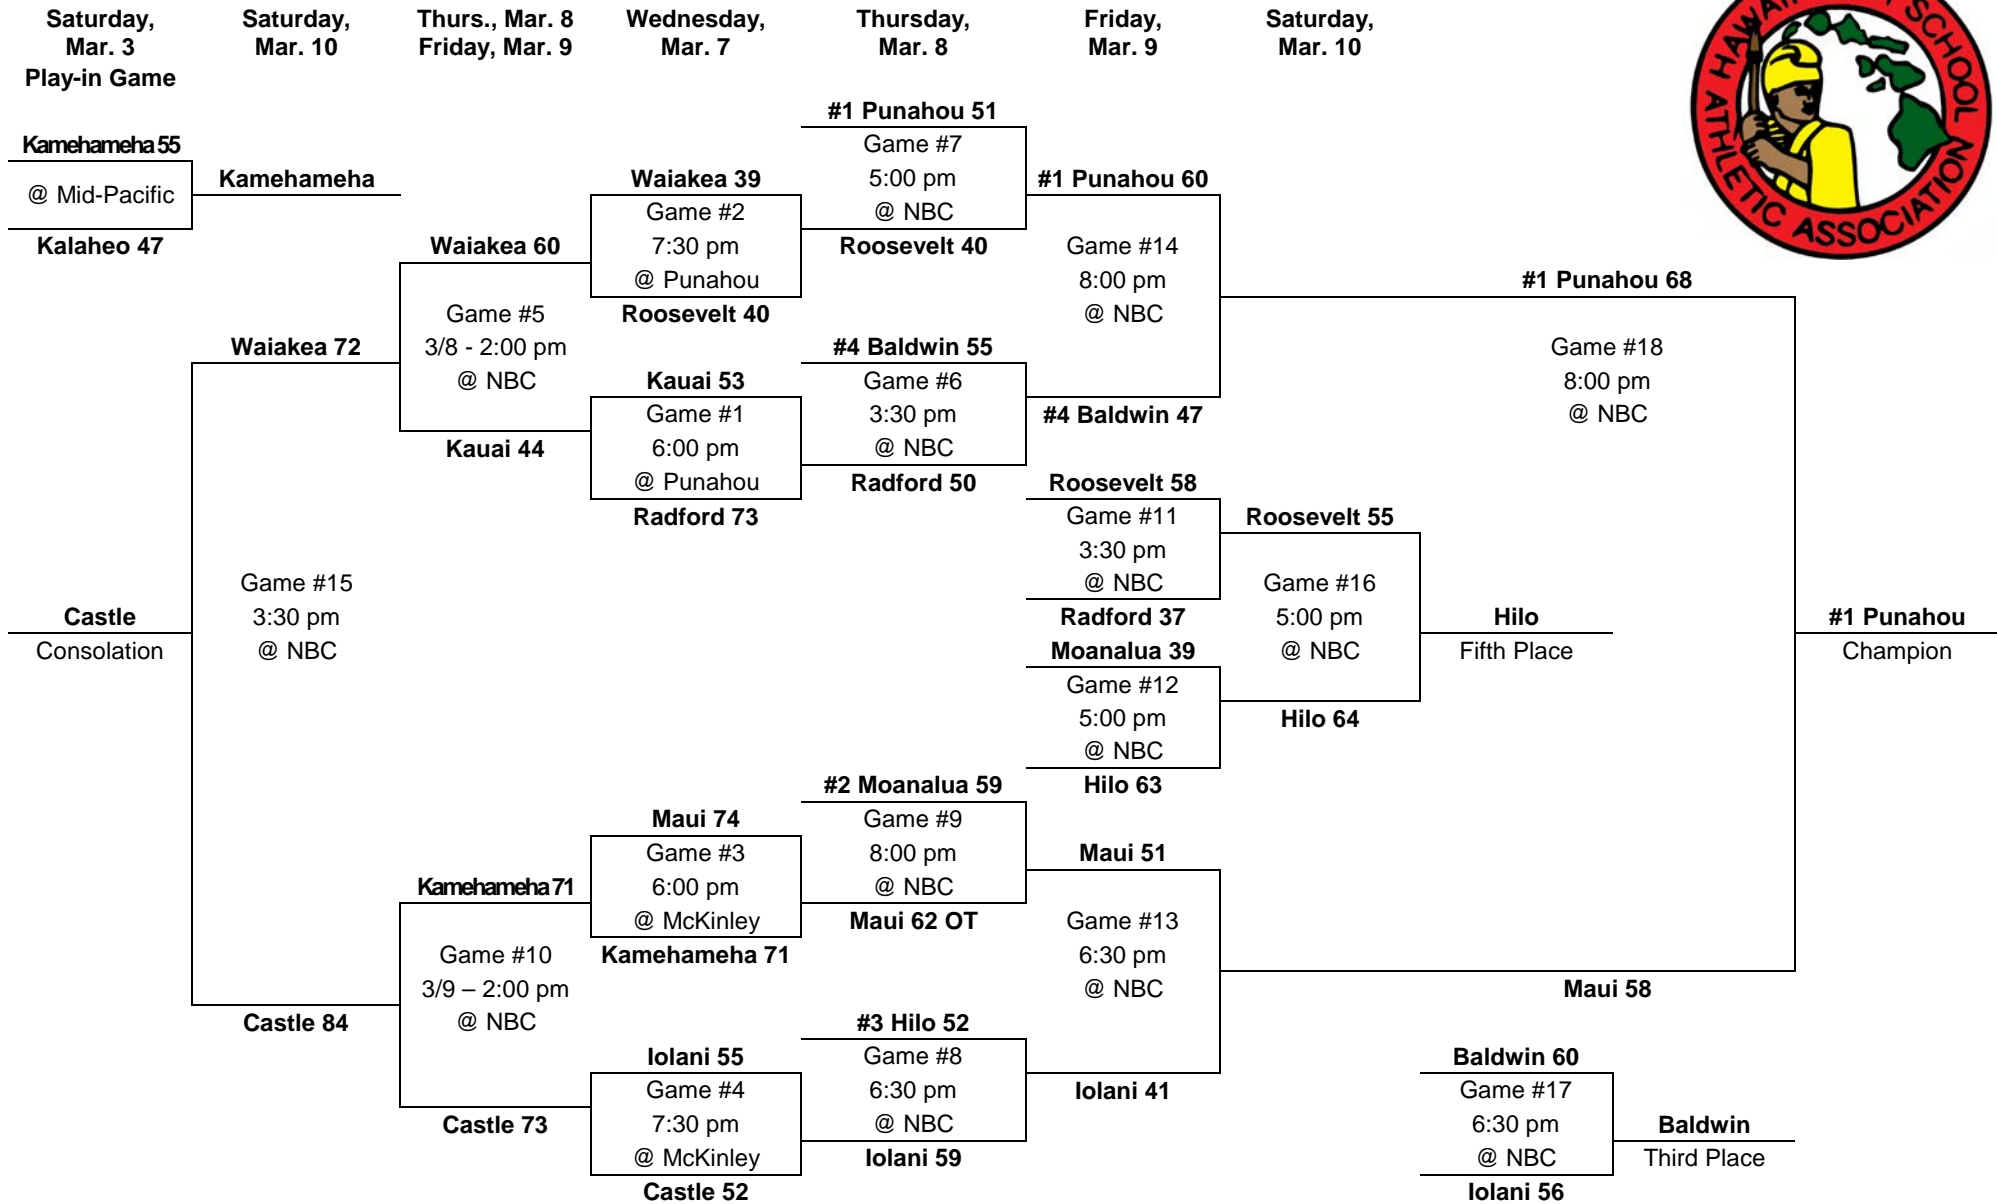 Saturday,
Mar. 3
Play-in Game
Saturday,
Mar. 10
Thurs., Mar. 8
Friday, Mar. 9
Wednesday,
Mar. 7
Thursday,
Mar. 8
Friday,
Mar. 9
Saturday,
Mar. 10
HAWAII SCHOOL
ATHLETIC ASSOCIATION
Kamehameha 55
@ Mid-Pacific
Kalaheo 47
Kamehameha
Waiakea 72
Game #15
3:30 pm
@ NBC
Castle 84
Castle
Consolation
Waiakea 60
Game #5
3/8 - 2:00 pm
@ NBC
Kauai 44
Kamehameha 71
Game #10
3/9 – 2:00 pm
@ NBC
Castle 73
Waiakea 39
Game #2
7:30 pm
@ Punahou
Roosevelt 40
Kauai 53
Game #1
6:00 pm
@ Punahou
Radford 73
Maui 74
Game #3
6:00 pm
@ McKinley
Kamehameha 71
Iolani 55
Game #4
7:30 pm
@ McKinley
Castle 52
#1 Punahou 51
Game #7
5:00 pm
@ NBC
Roosevelt 40
#4 Baldwin 55
Game #6
3:30 pm
@ NBC
Radford 50
#2 Moanalua 59
Game #9
8:00 pm
@ NBC
Maui 62 OT
#3 Hilo 52
Game #8
6:30 pm
@ NBC
Iolani 59
#1 Punahou 60
Game #14
8:00 pm
@ NBC
#4 Baldwin 47
Roosevelt 58
Game #11
3:30 pm
@ NBC
Radford 37
Moanalua 39
Game #12
5:00 pm
@ NBC
Hilo 63
Maui 51
Game #13
6:30 pm
@ NBC
Iolani 41
Roosevelt 55
Game #16
5:00 pm
@ NBC
Hilo 64
Hilo
Fifth Place
#1 Punahou 68
Game #18
8:00 pm
@ NBC
Maui 58
#1 Punahou
Champion
Baldwin 60
Game #17
6:30 pm
@ NBC
Iolani 56
Baldwin
Third Place